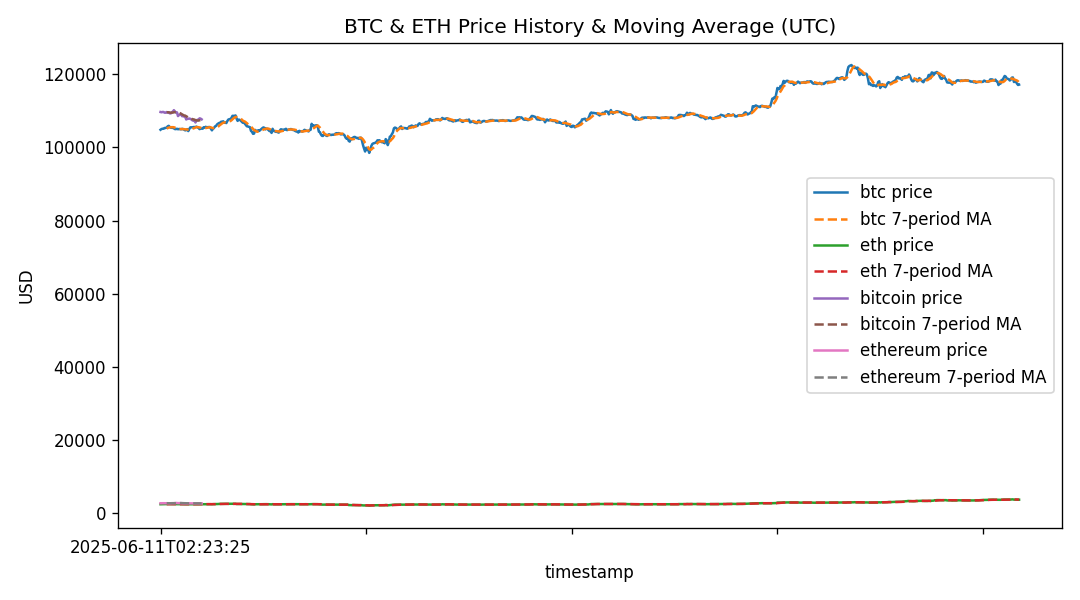 BTC & ETH Price History & Moving Average (UTC)
120000
100000
80000
60000
40000
20000
0
USD
btc price
btc 7-period MA
eth price
eth 7-period MA
bitcoin price
bitcoin 7-period MA
ethereum price
ethereum 7-period MA
2025-06-11T02:23:25
timestamp